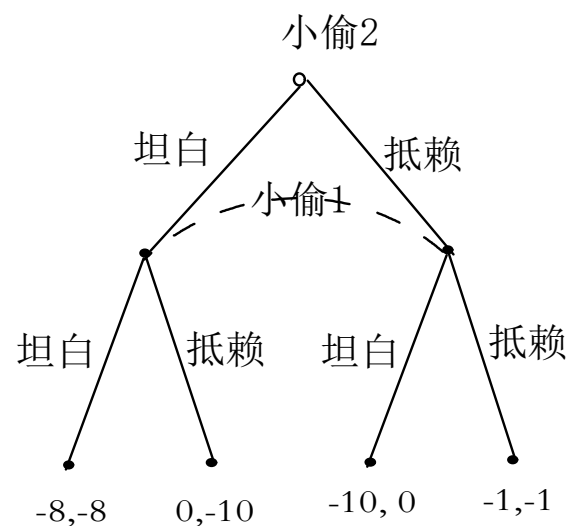 小偷2
坦白 抵赖
小偷1
坦白 抵赖 坦白 抵赖
-8,-8 0,-10 -10, 0 -1,-1